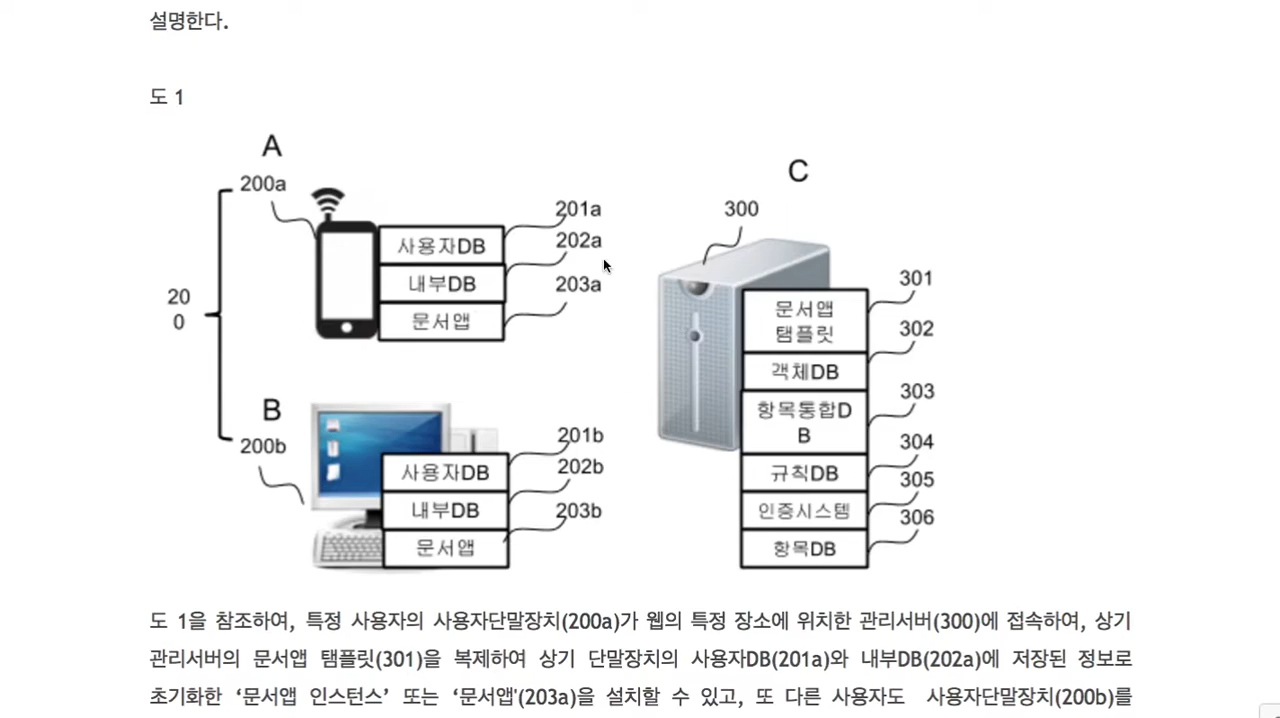 설명한다.
도 1
A
200a
201a
사용자DB
202a
내부DB
203a
문서앱
20
0
B
200b
201b
사용자DB
202b
내부DB
203b
문서앱
C
300
301
문서앱
탬플릿
302
객체DB
303
항목통합D
B
304
규칙DB
305
인증시스템
306
항목DB
도 1을 참조하여, 특정 사용자의 사용자단말장치(200a)가 웹의 특정 장소에 위치한 관리서버(300)에 접속하여, 상기
관리서버의 문서앱 탬플릿(301)을 복제하여 상기 단말장치의 사용자DB(201a)와 내부DB(202a)에 저장된 정보로
초기화한 ‘문서앱 인스턴스’ 또는 ‘문서앱'(203a)을 설치할 수 있고, 또 다른 사용자도 사용자단말장치(200b)를